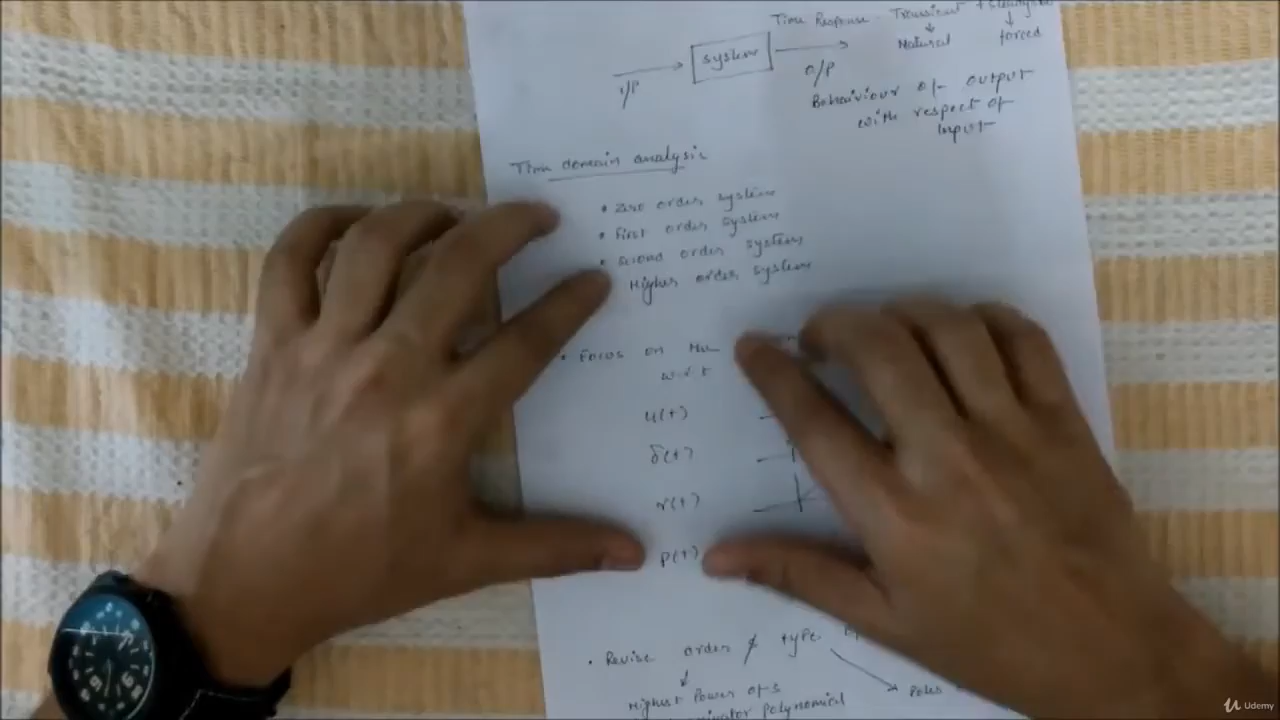 Time Response - Transient + Steady
Natural forced
system
I/P
O/P
Behaviour of output
with respect of
input
Time domain analysis
• Zero order system
• First order system
• Second order system
Higher order system
• Focus on
w.r.t
u(t)
δ(t)
r(t)
p(t)
• Revise order & type
Highest Power of s
Poles
polynomial
Udemy